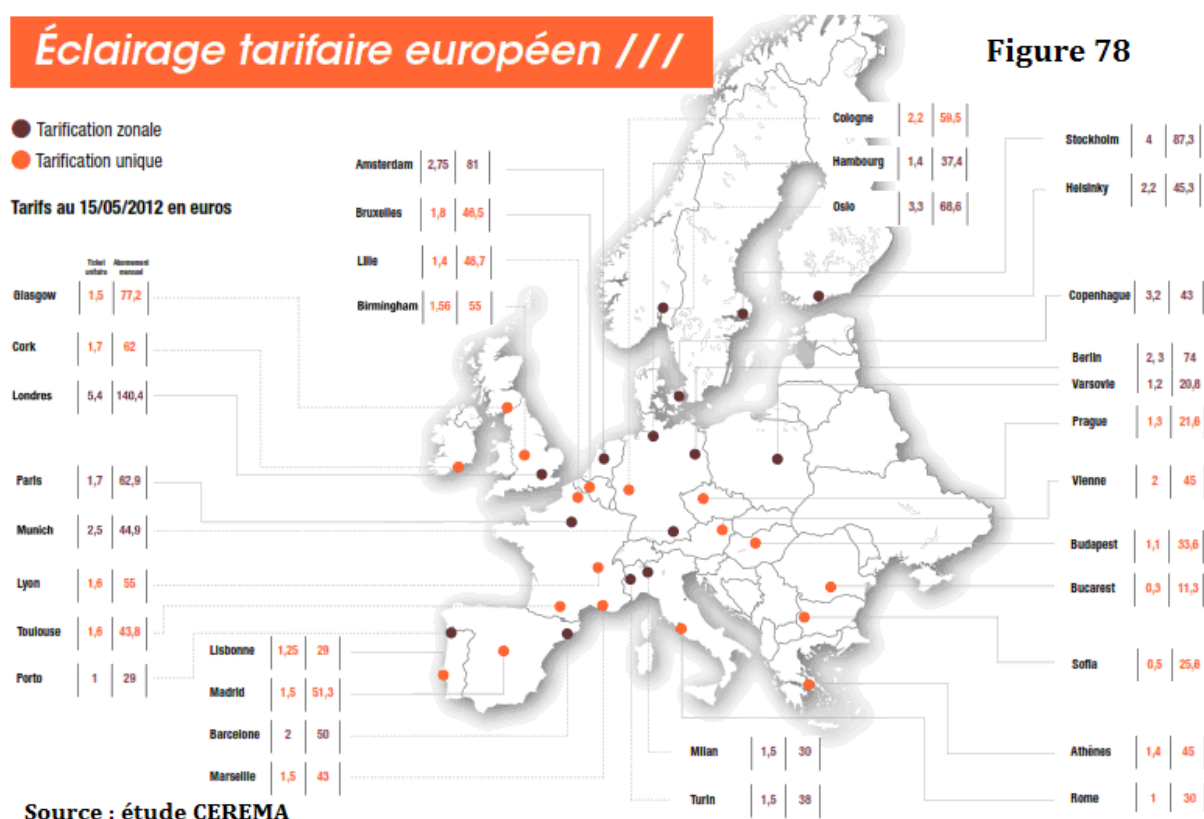 Éclairage tarifaire européen ///
Figure 78
Tarification zonale
Tarification unique
Tarifs au 15/05/2012 en euros
Ticket unitaire Abonnement mensuel
Glasgow 1,5 77,2
Cork 1,7 62
Londres 5,4 140,4
Paris 1,7 62,9
Munich 2,5 44,9
Lyon 1,6 55
Toulouse 1,6 43,8
Porto 1 29
Amsterdam 2,75 81
Bruxelles 1,8 46,5
Lille 1,4 48,7
Birmingham 1,56 55
Lisbonne 1,25 29
Madrid 1,5 51,3
Barcelone 2 50
Marseille 1,5 43
Cologne 2,2 59,5
Hambourg 1,4 37,4
Oslo 3,3 68,6
Milan 1,5 30
Turin 1,5 38
Stockholm 4 87,3
Helsinky 2,2 45,3
Copenhague 3,2 43
Berlin 2, 3 74
Varsovie 1,2 20,8
Prague 1,3 21,6
Vienne 2 45
Budapest 1,1 33,6
Bucarest 0,3 11,3
Sofia 0,5 25,6
Athénes 1,4 45
Rome 1 30
Source : étude CEREMA